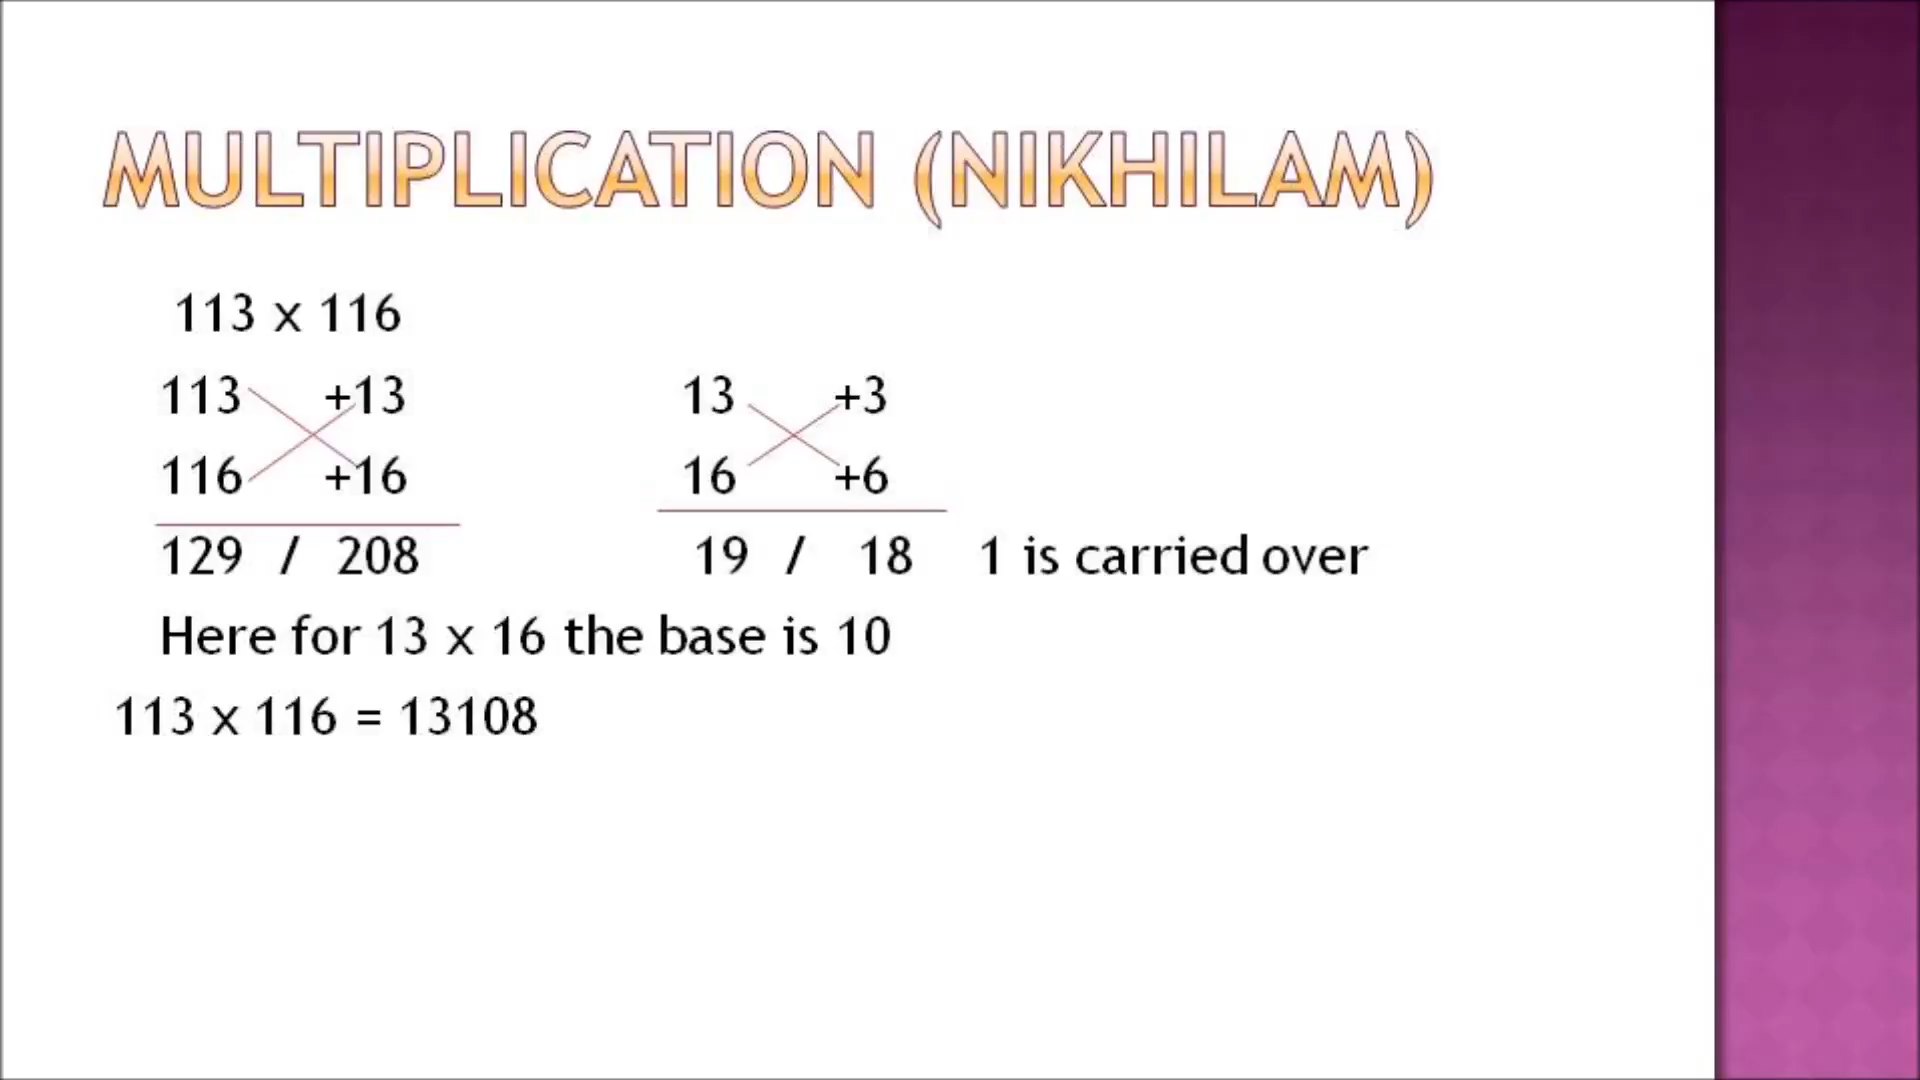 MULTIPLICATION (NIKHILAM)
113 x 116
113 +13 13 +3
116 +16 16 +6
129 / 208 19 / 18 1 is carried over
Here for 13 x 16 the base is 10
113 x 116 = 13108